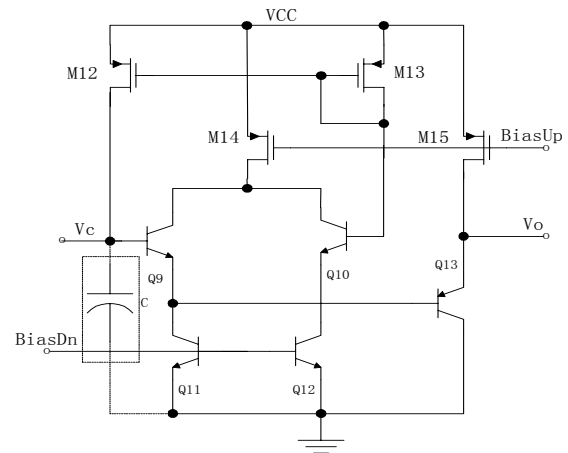 VCC
M12
M13
M14
M15
BiasUp
Vc
Vo
Q9
Q10
Q13
C
BiasDn
Q11
Q12